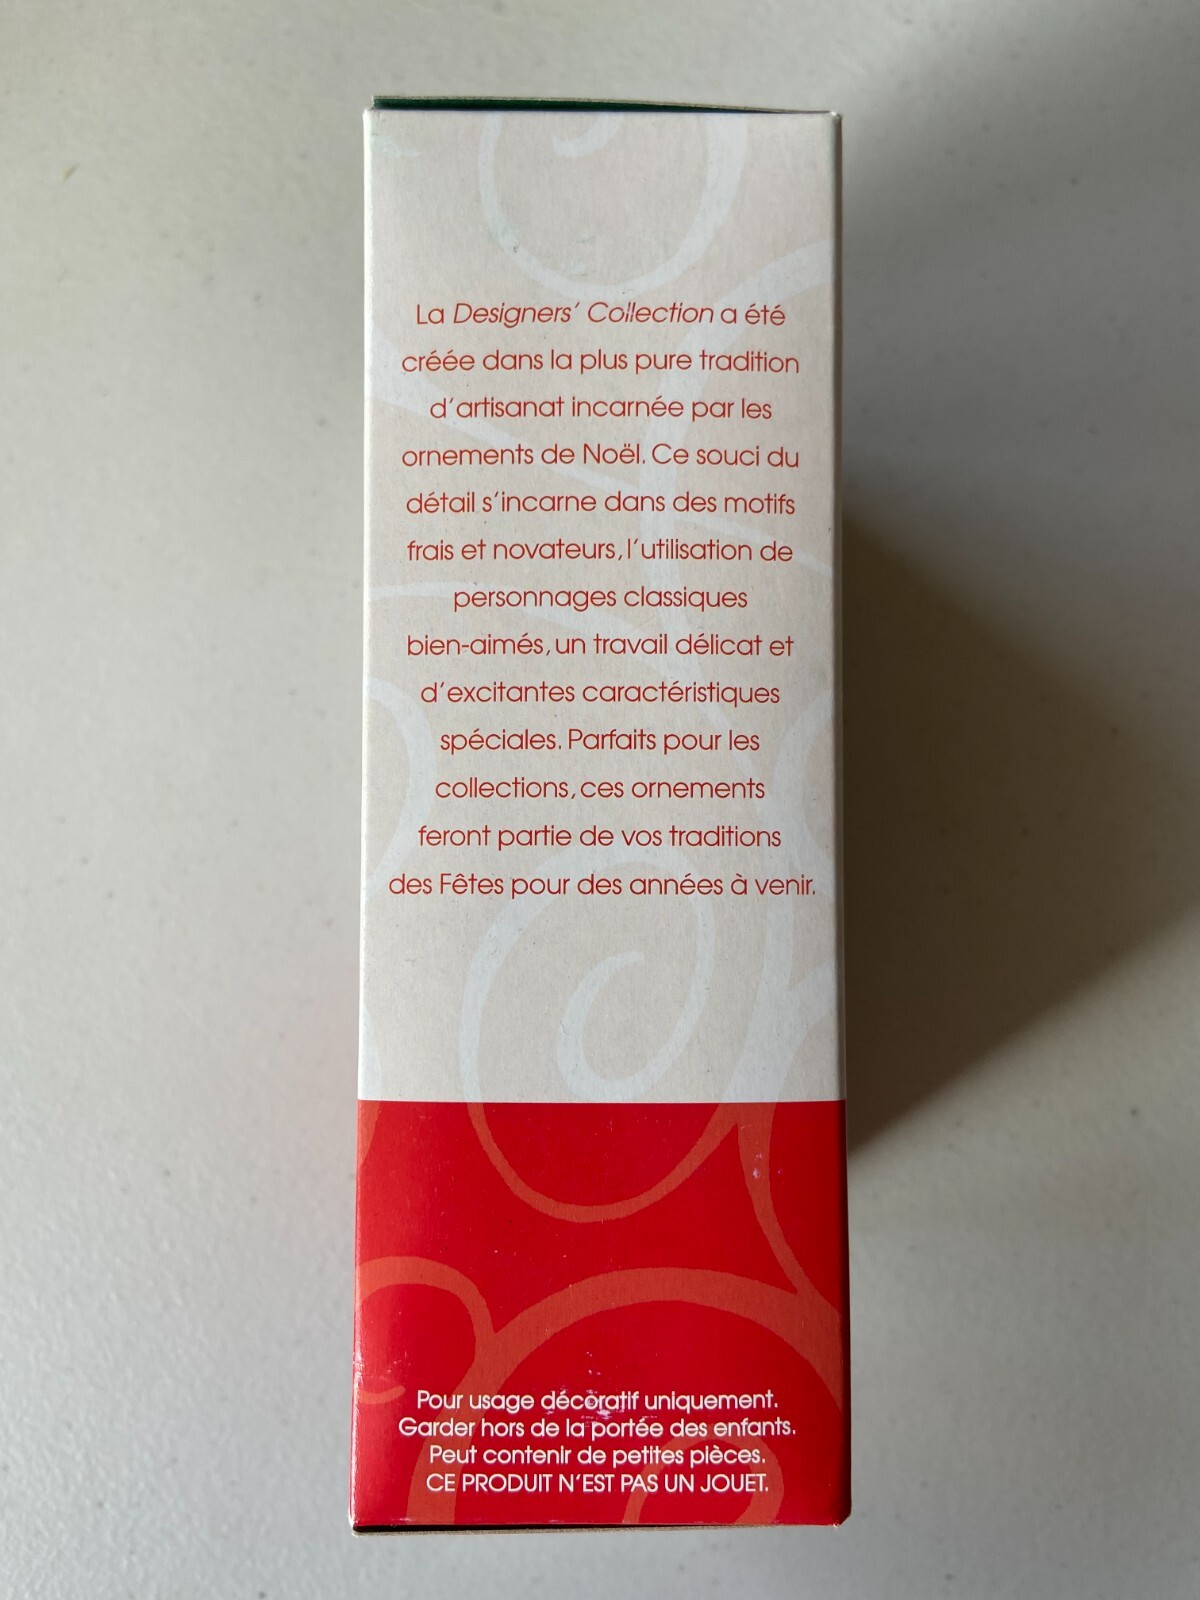 La Designers' Collection a été
créée dans la plus pure tradition
d'artisanat incarnée par les
ornements de Noël. Ce souci du
détail s'incarne dans des motifs
frais et novateurs, l'utilisation de
personnages classiques
bien-aimés, un travail délicat et
d'excitantes caractéristiques
spéciales. Parfaits pour les
collections, ces ornements
feront partie de vos traditions
des Fêtes pour des années à venir.
Pour usage décoratif uniquement.
Garder hors de la portée des enfants.
Peut contenir de petites pièces.
CE PRODUIT N'EST PAS UN JOUET.